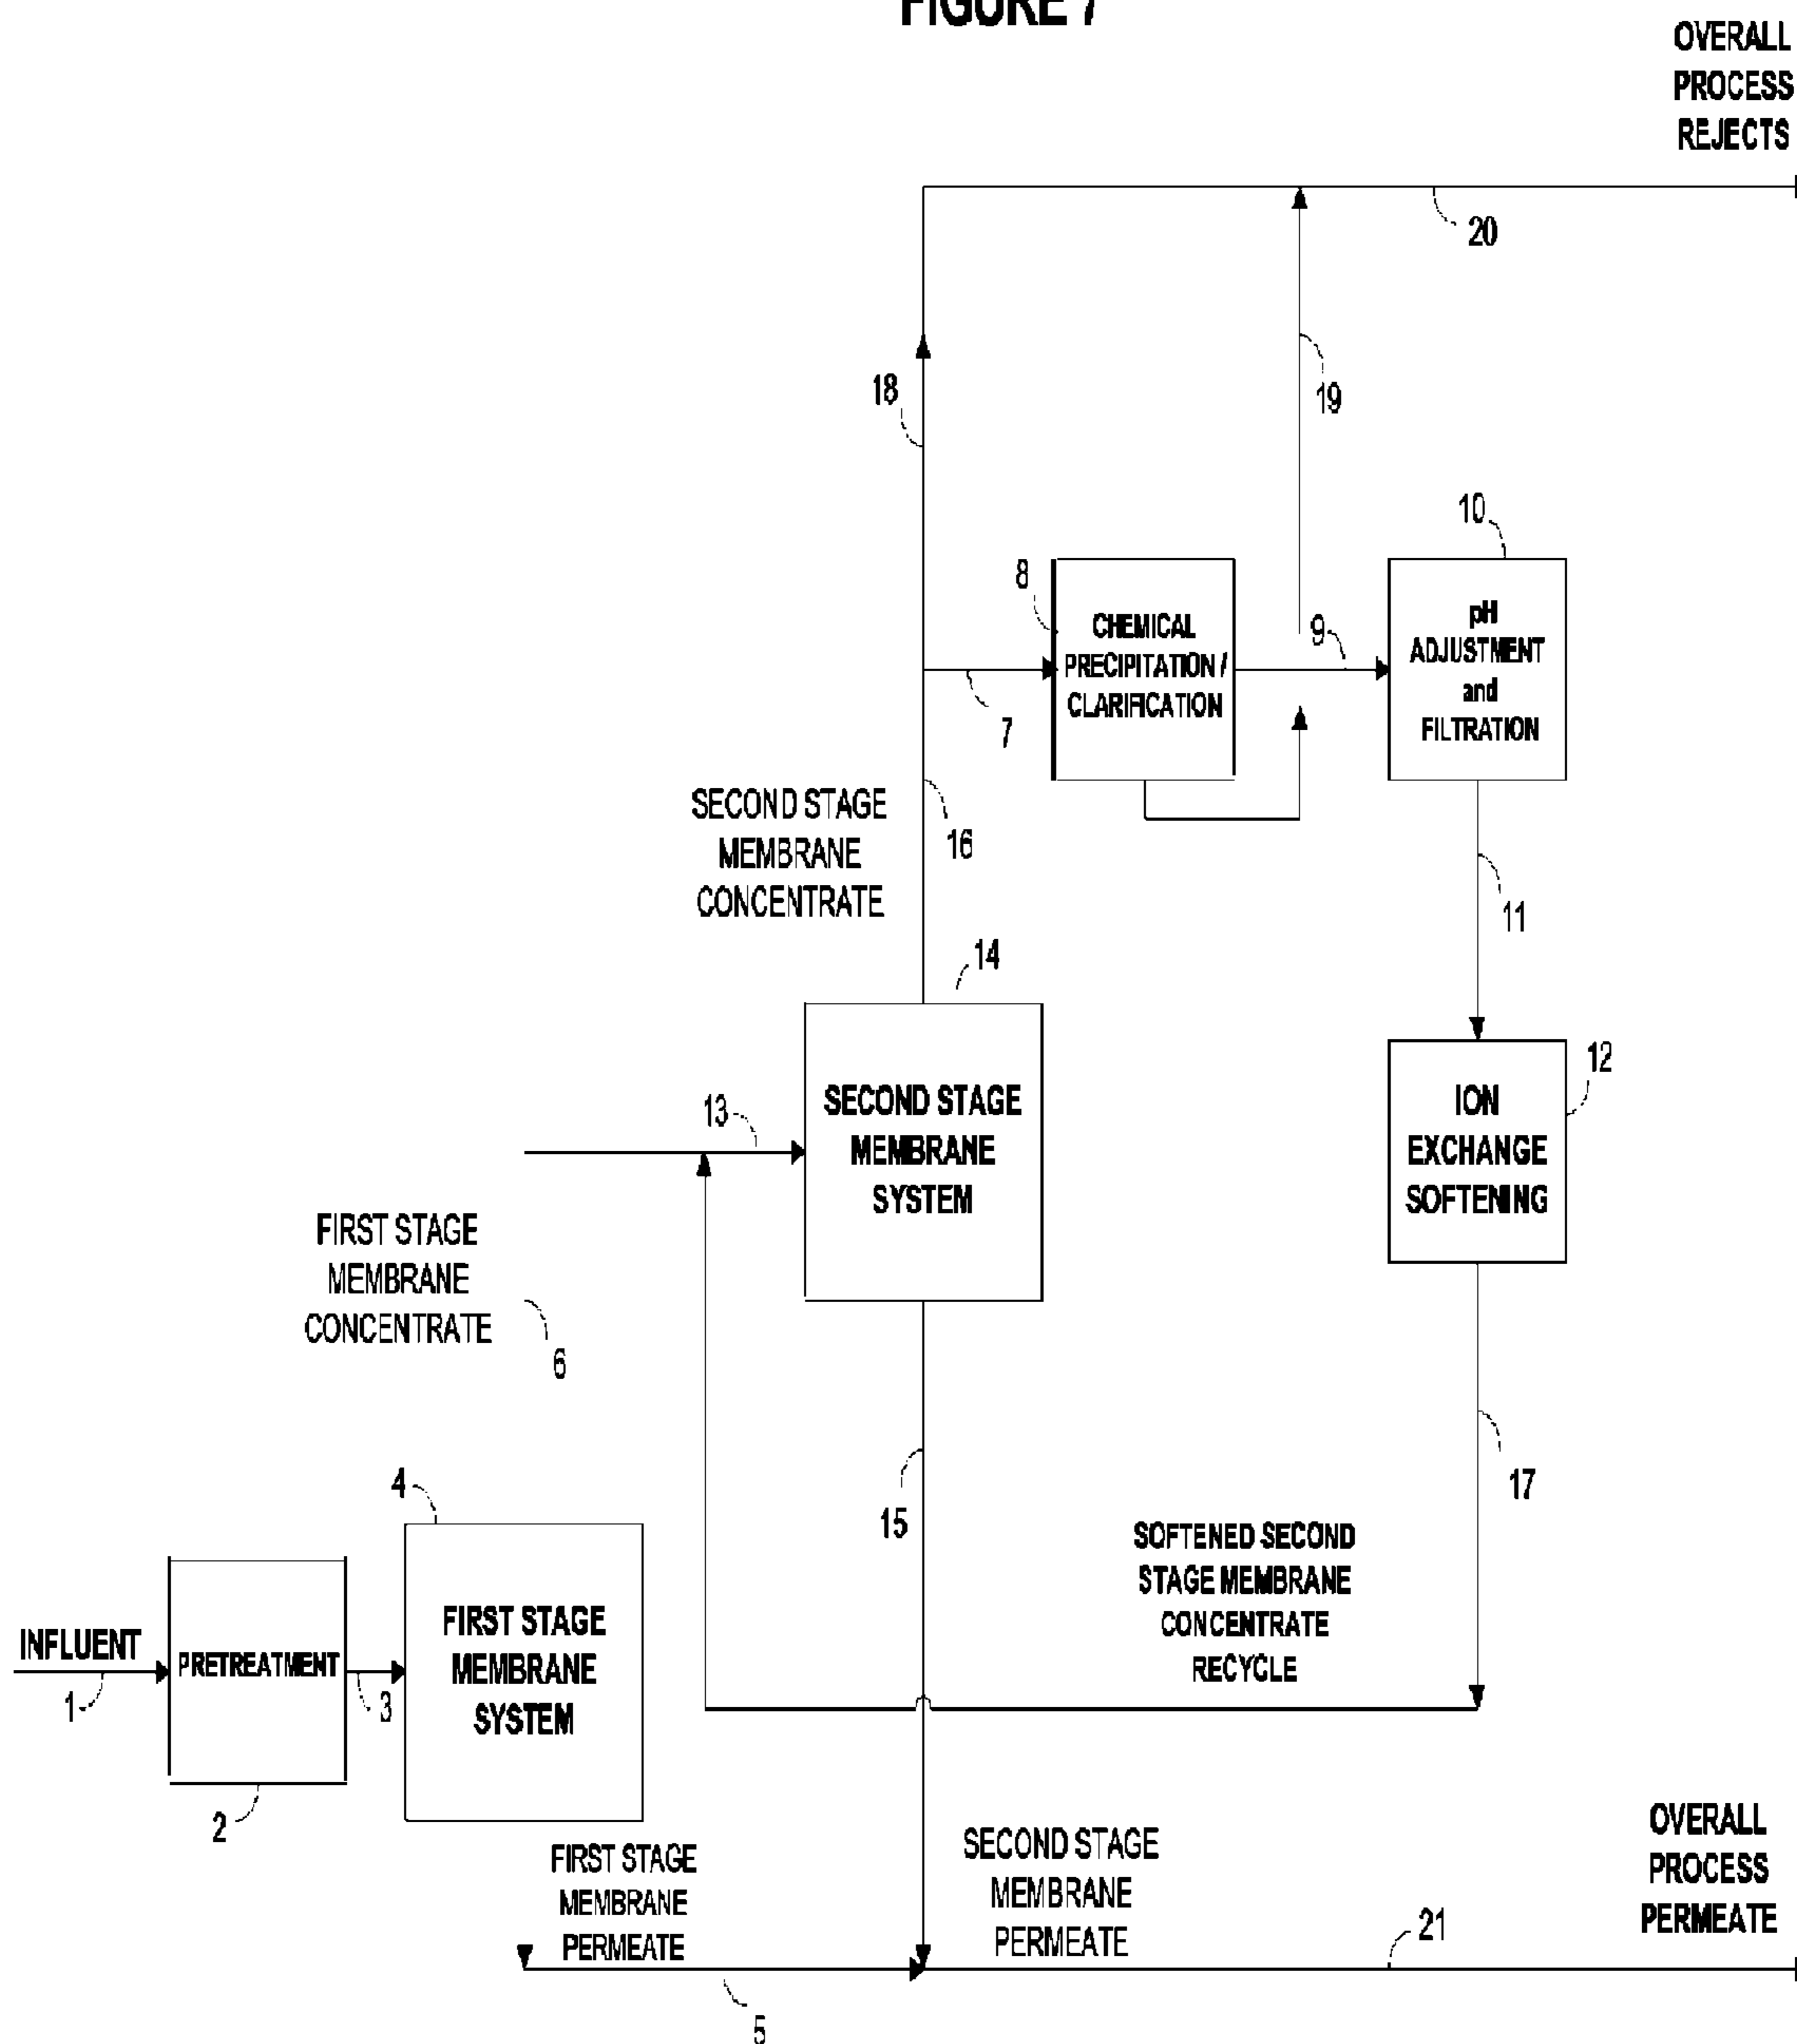 FIGURE 7
OVERALL
PROCESS
REJECTS
20
18
19
10
8
CHEMICAL
PRECIPITATION /
CLARIFICATION
9
pH
ADJUSTMENT
and
FILTRATION
7
SECOND STAGE
MEMBRANE
CONCENTRATE
16
11
14
13
SECOND STAGE
MEMBRANE
SYSTEM
12
ION
EXCHANGE
SOFTENING
FIRST STAGE
MEMBRANE
CONCENTRATE
6
4
15
17
SOFTENED SECOND
STAGE MEMBRANE
CONCENTRATE
RECYCLE
INFLUENT
1
PRETREATMENT
3
FIRST STAGE
MEMBRANE
SYSTEM
2
FIRST STAGE
MEMBRANE
PERMEATE
SECOND STAGE
MEMBRANE
PERMEATE
OVERALL
PROCESS
PERMEATE
21
5